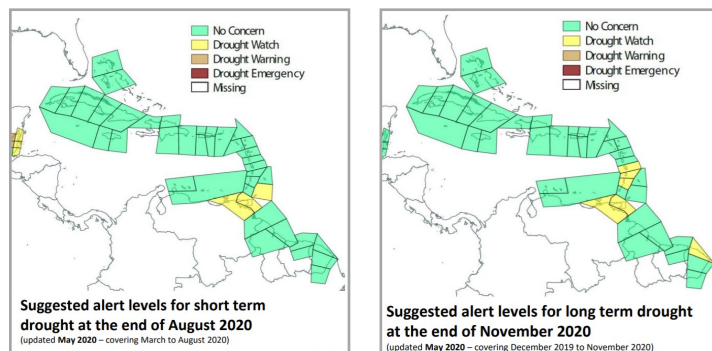 No Concern
Drought Watch
Drought Warning
Drought Emergency
Missing
Suggested alert levels for short term
drought at the end of August 2020
(updated May 2020 – covering March to August 2020)
No Concern
Drought Watch
Drought Warning
Drought Emergency
Missing
Suggested alert levels for long term drought
at the end of November 2020
(updated May 2020 – covering December 2019 to November 2020)